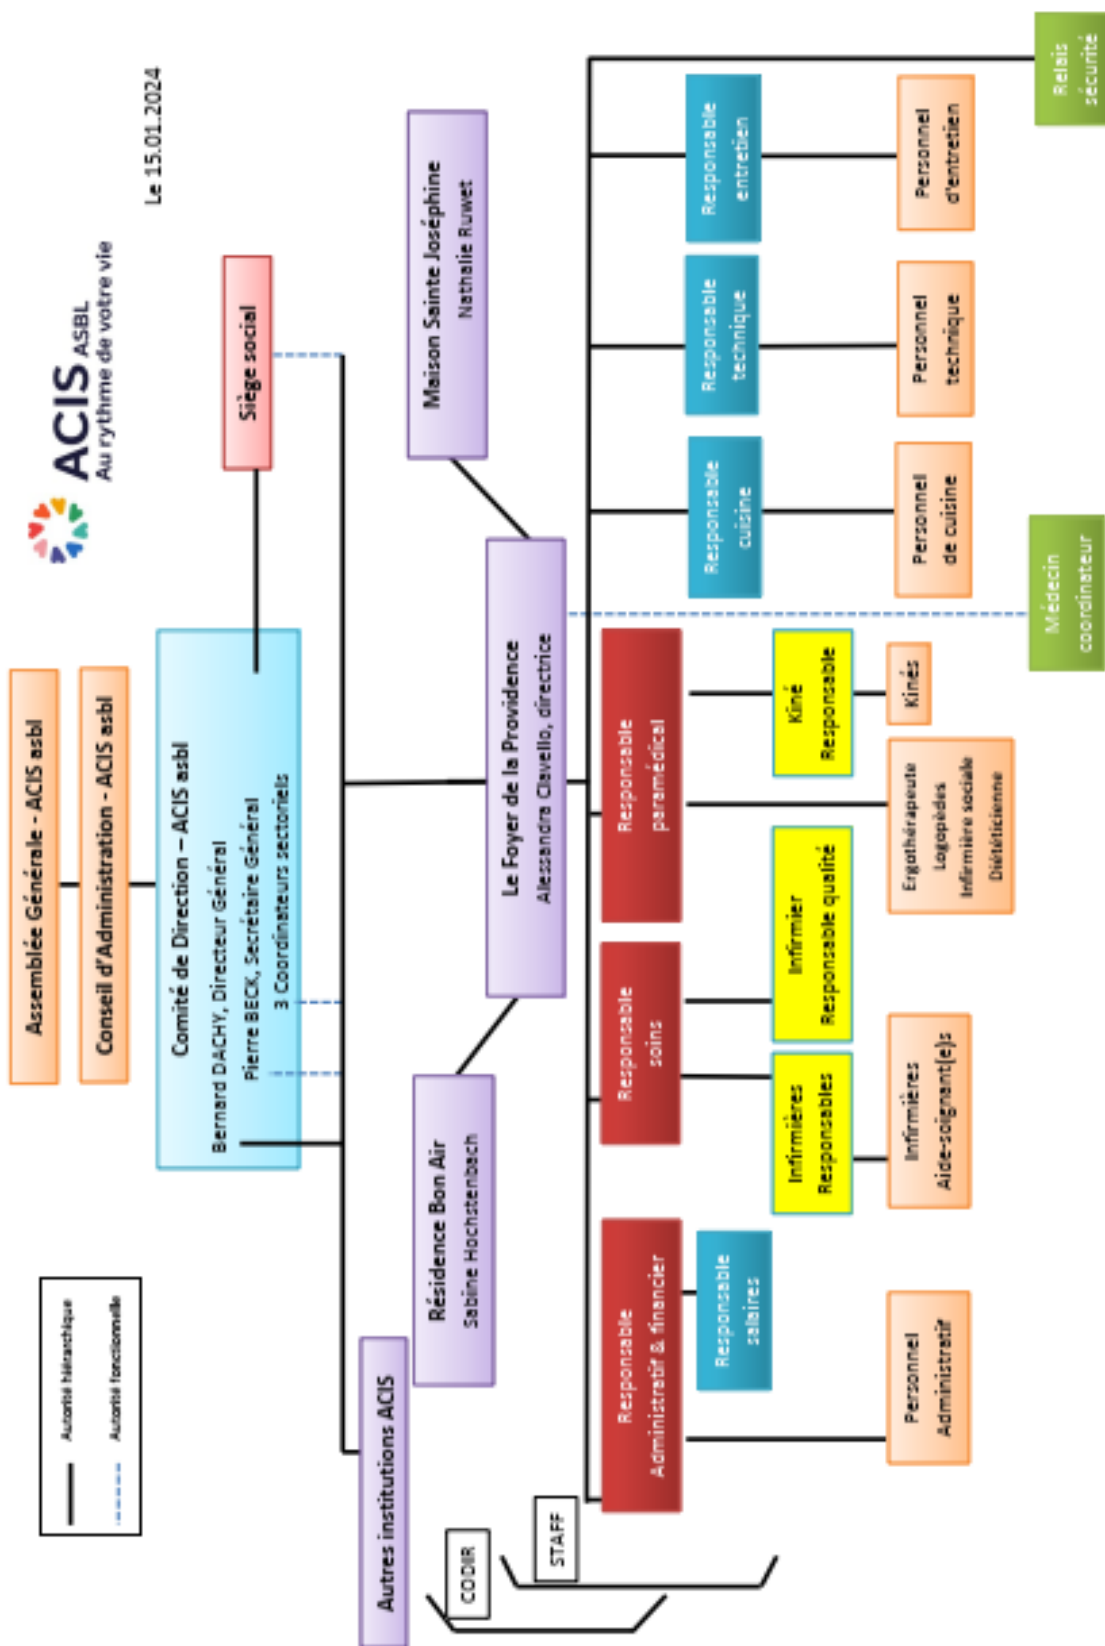 ACIS ASBL
Au rythme de votre vie
Le 15.01.2024
Autorité hiérarchique
Autorité fonctionnelle
Assemblée Générale - ACIS asbl
Conseil d'Administration - ACIS asbl
Comité de Direction – ACIS asbl
Bernard DACHY, Directeur Général
Pierre BECK, Secrétaire Général
3 Coordinateurs sectoriels
Siège social
Autres institutions ACIS
Résidence Bon Air
Sabine Hochstenbach
Le Foyer de la Providence
Alessandra Clavello, directrice
Maison Sainte Joséphine
Nathalie Ruwet
CODIR
STAFF
Responsable
Administratif & financier
Responsable
soins
Responsable
paramédical
Responsable
cuisine
Responsable
technique
Responsable
entretien
Responsable
salaires
Infirmières
Responsables
Infirmier
Responsable qualité
Kiné
Responsable
Personnel
Administratif
Infirmières
Aide-soignant(e)s
Ergothérapeute
Logopèdes
Infirmière sociale
Diététicienne
Kinés
Personnel
de cuisine
Personnel
technique
Personnel
d'entretien
Médecin
coordinateur
Relais
sécurité